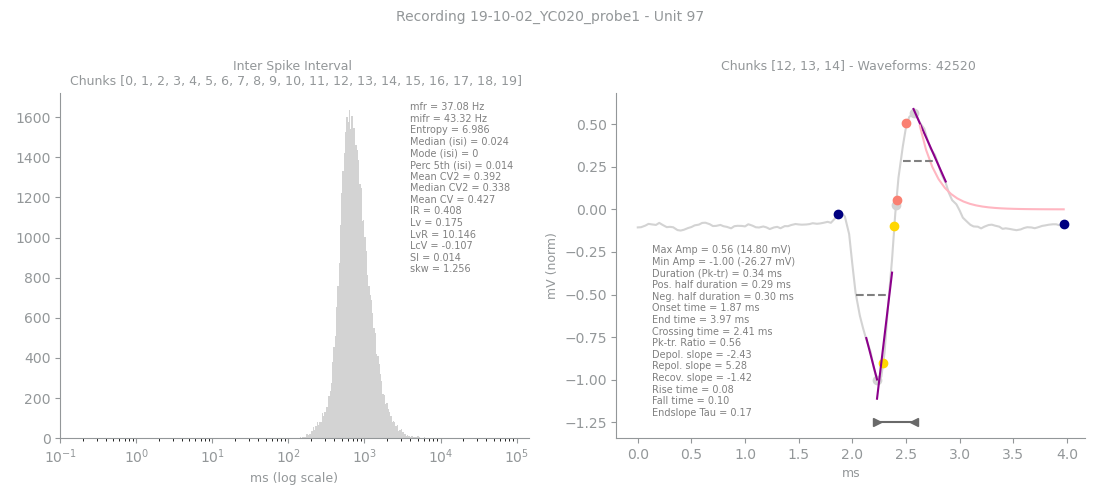 Recording 19-10-02_YC020_probe1 - Unit 97
Inter Spike Interval
Chunks [0, 1, 2, 3, 4, 5, 6, 7, 8, 9, 10, 11, 12, 13, 14, 15, 16, 17, 18, 19]
1600
1400
1200
1000
800
600
400
200
0
mfr = 37.08 Hz
mifr = 43.32 Hz
Entropy = 6.986
Median (isi) = 0.024
Mode (isi) = 0
Perc 5th (isi) = 0.014
Mean CV2 = 0.392
Median CV2 = 0.338
Mean CV = 0.427
IR = 0.408
Lv = 0.175
LvR = 10.146
LcV = -0.107
SI = 0.014
skw = 1.256
10⁻¹ 10⁰ 10¹ 10² 10³ 10⁴ 10⁵
ms (log scale)
Chunks [12, 13, 14] - Waveforms: 42520
mV (norm)
0.50
0.25
0.00
−0.25
−0.50
−0.75
−1.00
−1.25
Max Amp = 0.56 (14.80 mV)
Min Amp = -1.00 (-26.27 mV)
Duration (Pk-tr) = 0.34 ms
Pos. half duration = 0.29 ms
Neg. half duration = 0.30 ms
Onset time = 1.87 ms
End time = 3.97 ms
Crossing time = 2.41 ms
Pk-tr. Ratio = 0.56
Depol. slope = -2.43
Repol. slope = 5.28
Recov. slope = -1.42
Rise time = 0.08
Fall time = 0.10
Endslope Tau = 0.17
0.0 0.5 1.0 1.5 2.0 2.5 3.0 3.5 4.0
ms